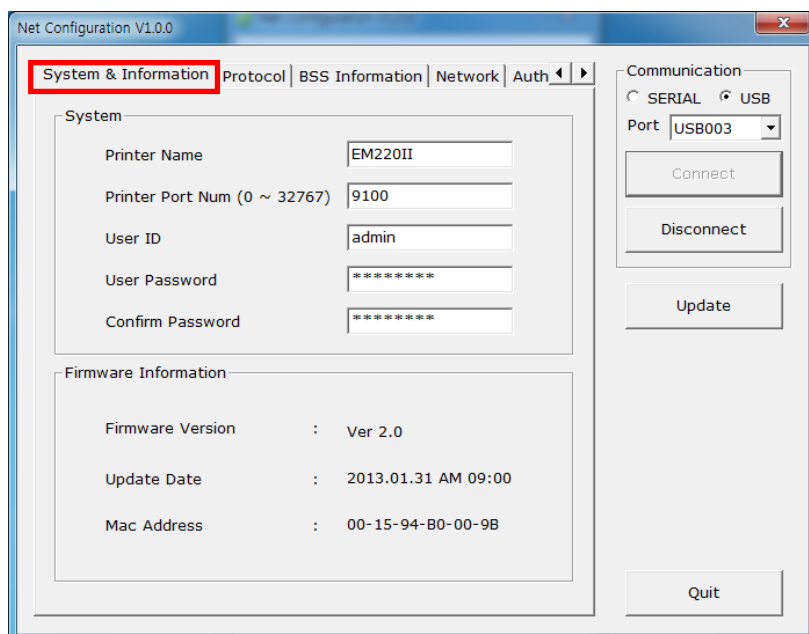 Net Configuration V1.0.0
System & Information Protocol BSS Information Network Auth
System
Printer Name EM220II
Printer Port Num (0 ~ 32767) 9100
User ID admin
User Password ********
Confirm Password ********
Firmware Information
Firmware Version : Ver 2.0
Update Date : 2013.01.31 AM 09:00
Mac Address : 00-15-94-B0-00-9B
Communication
SERIAL USB
Port USB003
Connect
Disconnect
Update
Quit